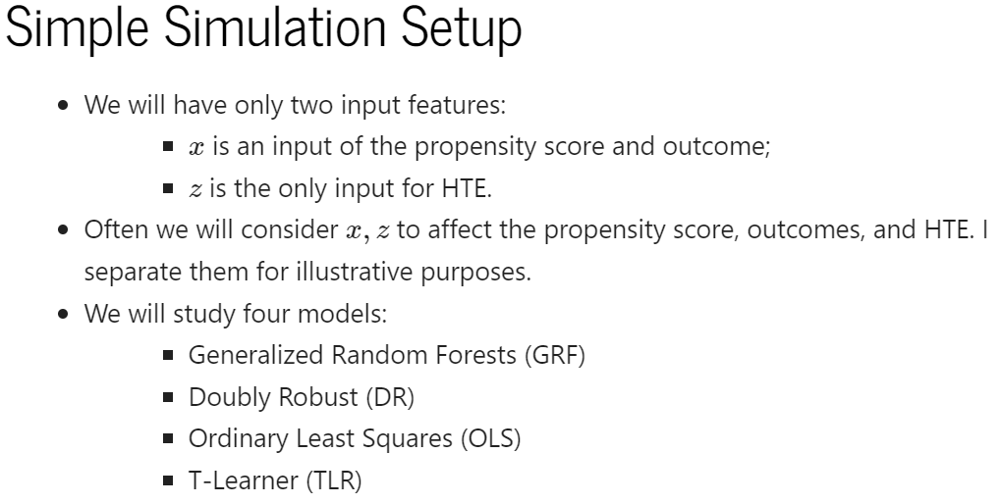 Simple Simulation Setup
• We will have only two input features:
▪ x is an input of the propensity score and outcome;
▪ z is the only input for HTE.
• Often we will consider x, z to affect the propensity score, outcomes, and HTE. I
separate them for illustrative purposes.
• We will study four models:
▪ Generalized Random Forests (GRF)
▪ Doubly Robust (DR)
▪ Ordinary Least Squares (OLS)
▪ T-Learner (TLR)